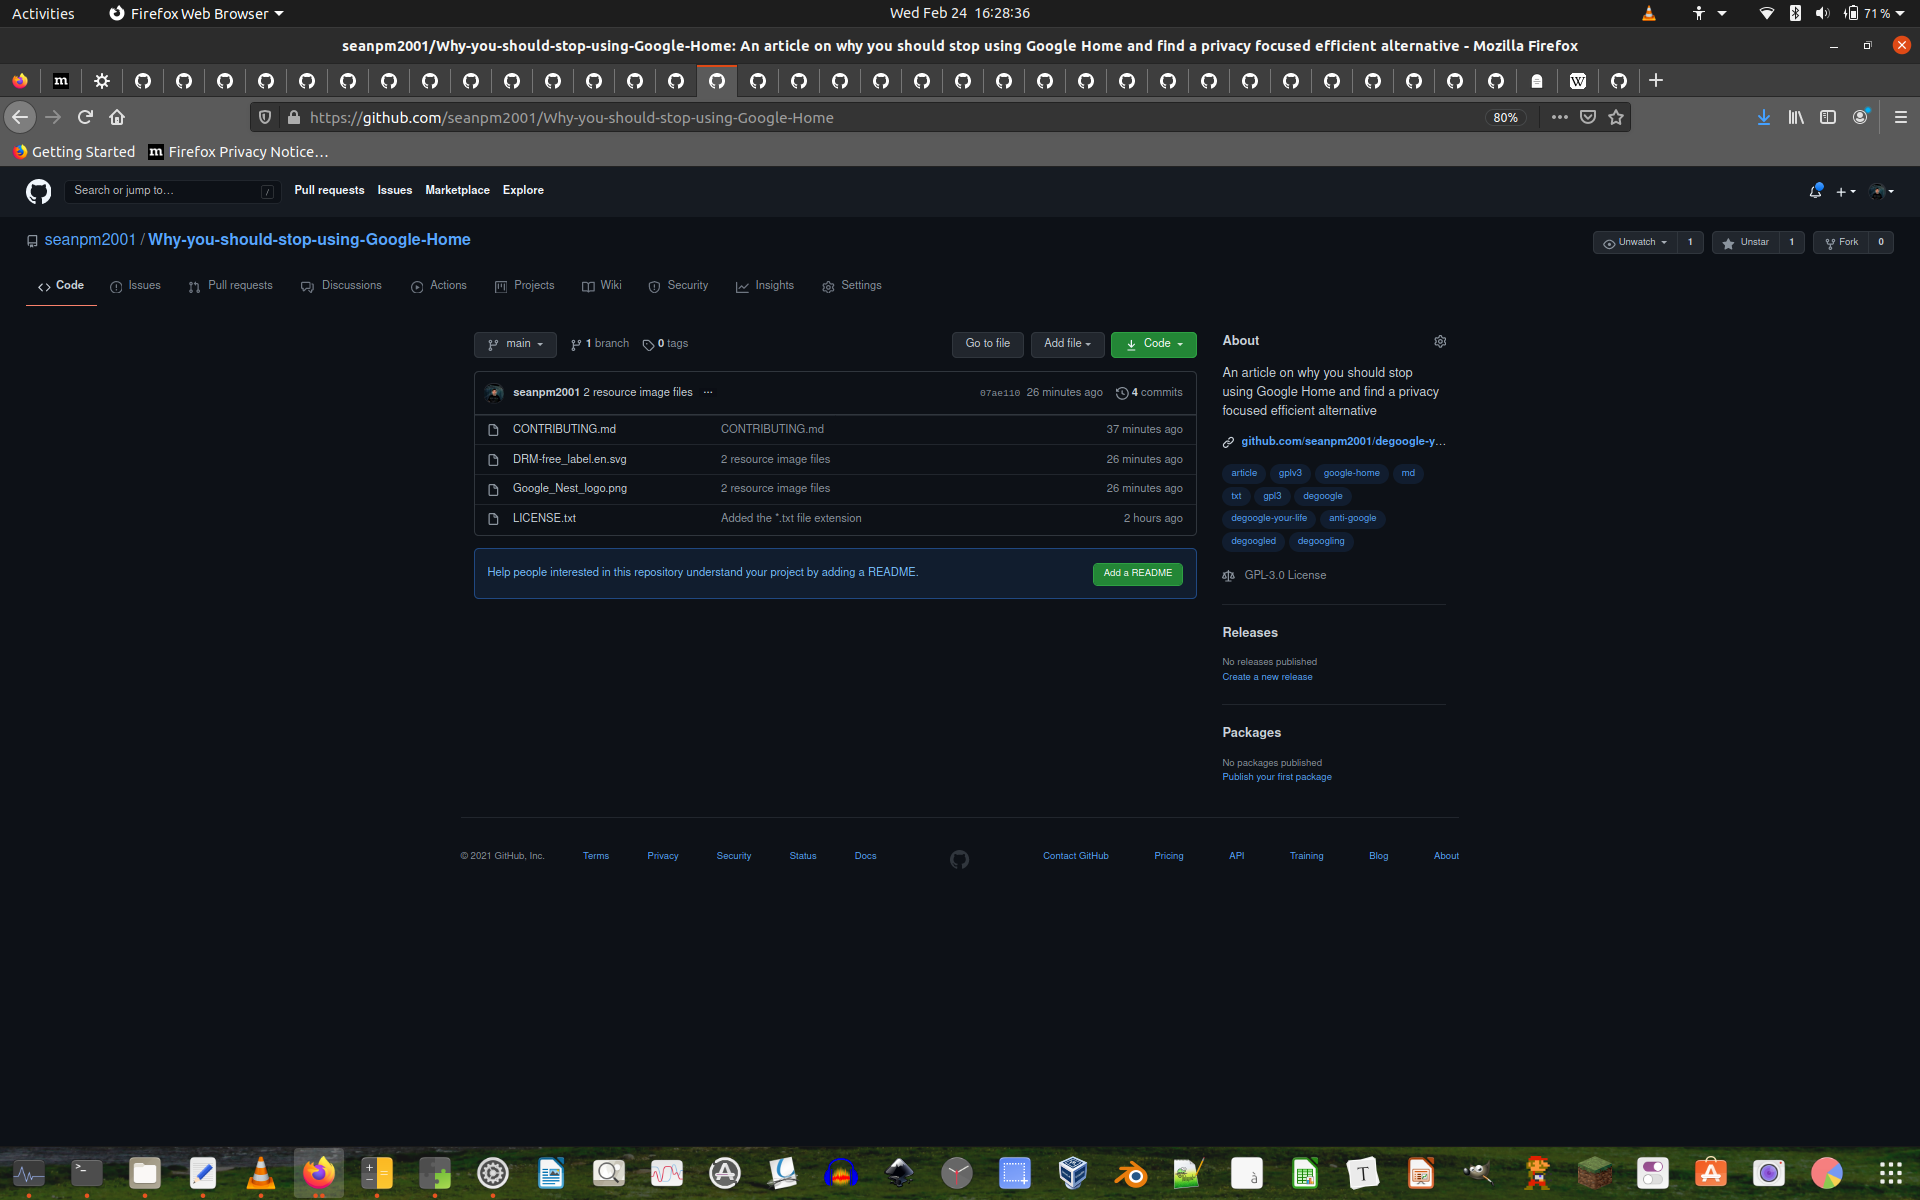 Activities Firefox Web Browser Wed Feb 24 16:28:36 71 %
seanpm2001/Why-you-should-stop-using-Google-Home: An article on why you should stop using Google Home and find a privacy focused efficient alternative - Mozilla Firefox
https://github.com/seanpm2001/Why-you-should-stop-using-Google-Home 80%
Getting Started Firefox Privacy Notice…
Search or jump to… / Pull requests Issues Marketplace Explore
seanpm2001 / Why-you-should-stop-using-Google-Home Unwatch 1 Unstar 1 Fork 0
Code Issues Pull requests Discussions Actions Projects Wiki Security Insights Settings
main 1 branch 0 tags Go to file Add file Code
seanpm2001 2 resource image files ... 07ae110 26 minutes ago 4 commits
CONTRIBUTING.md CONTRIBUTING.md 37 minutes ago
DRM-free_label.en.svg 2 resource image files 26 minutes ago
Google_Nest_logo.png 2 resource image files 26 minutes ago
LICENSE.txt Added the *.txt file extension 2 hours ago
Help people interested in this repository understand your project by adding a README. Add a README
About
An article on why you should stop
using Google Home and find a privacy
focused efficient alternative
github.com/seanpm2001/degoogle-y…
article gplv3 google-home md
txt gpl3 degoogle
degoogle-your-life anti-google
degoogled degoogling
GPL-3.0 License
Releases
No releases published
Create a new release
Packages
No packages published
Publish your first package
© 2021 GitHub, Inc. Terms Privacy Security Status Docs Contact GitHub Pricing API Training Blog About